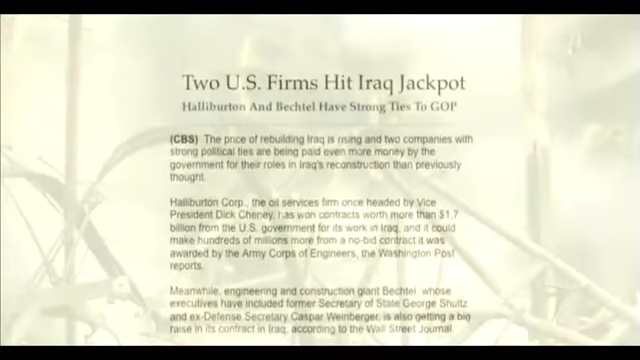 Two U.S. Firms Hit Iraq Jackpot
Halliburton And Bechtel Have Strong Ties To GOP
(CBS) The price of rebuilding Iraq is rising and two companies with
strong political ties are being paid even more money by the
government for their roles in Iraq's reconstruction than previously
thought.
Halliburton Corp., the oil services firm once headed by Vice
President Dick Cheney, has won contracts worth more than $1.7
billion from the U.S. government for its work in Iraq, and it could
make hundreds of millions more from a no-bid contract it was
awarded by the Army Corps of Engineers, the Washington Post
reports.
Meanwhile, engineering and construction giant Bechtel, whose
executives have included former Secretary of State George Shultz
and ex-Defense Secretary Caspar Weinberger, is also getting a big
raise in its contract in Iraq, according to the Wall Street Journal.